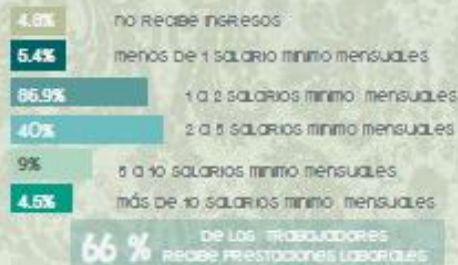 4.8% NO RECIBE INGRESOS
5.4% MENOS DE 1 SALARIO MINIMO MENSUALES
86.9% 1 A 2 SALARIOS MINIMO MENSUALES
40% 2 A 5 SALARIOS MINIMO MENSUALES
9% 5 A 10 SALARIOS MINIMO MENSUALES
4.5% MÁS DE 10 SALARIOS MINIMO MENSUALES
66 % DE LOS TRABAJADORES
RECIBE PRESTACIONES LABORALES